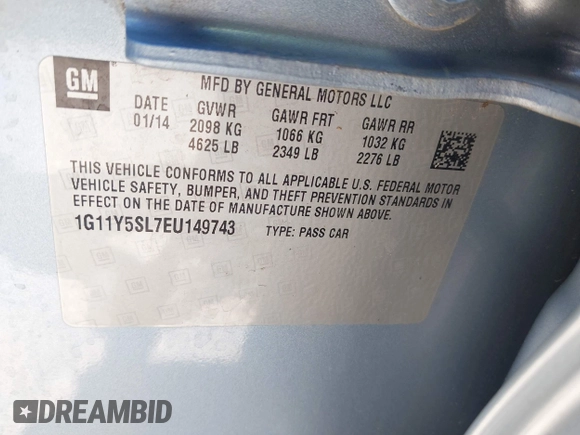 GM
MFD BY GENERAL MOTORS LLC
DATE GVWR GAWR FRT GAWR RR
01/14 2098 KG 1066 KG 1032 KG
4625 LB 2349 LB 2276 LB
THIS VEHICLE CONFORMS TO ALL APPLICABLE U.S. FEDERAL MOTOR
VEHICLE SAFETY, BUMPER, AND THEFT PREVENTION STANDARDS IN
EFFECT ON THE DATE OF MANUFACTURE SHOWN ABOVE.
1G11Y5SL7EU149743 TYPE: PASS CAR
DREAMBID